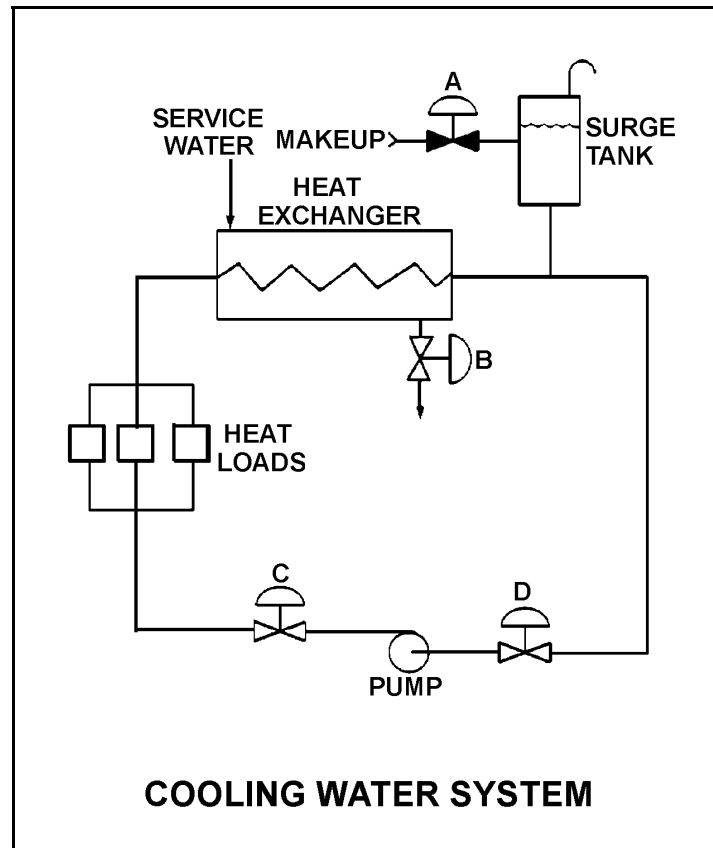 A
SERVICE
WATER
MAKEUP
SURGE
TANK
HEAT
EXCHANGER
B
HEAT
LOADS
C
D
PUMP
COOLING WATER SYSTEM